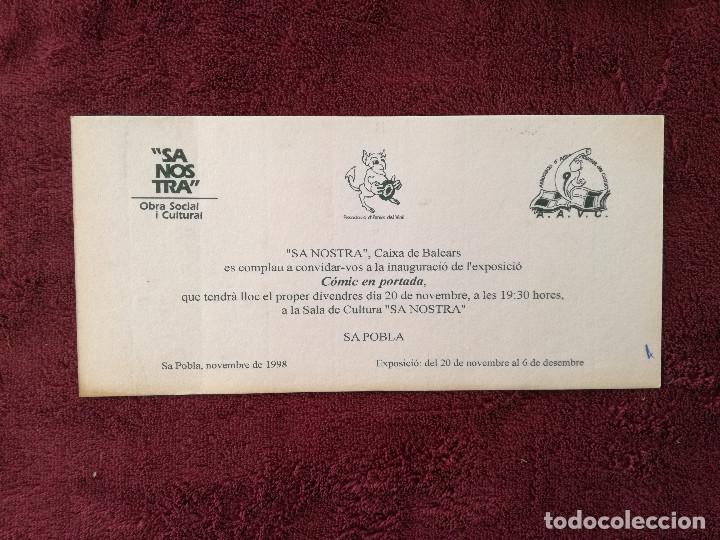 "SA
NOS
TRA"
Obra Social
i Cultural
del Vinil
A.A.V.C.
"SA NOSTRA", Caixa de Balears
es complau a convidar-vos a la inauguració de l'exposició
Cómic en portada,
que tendrà lloc el proper divendres dia 20 de novembre, a les 19:30 hores,
a la Sala de Cultura "SA NOSTRA"
SA POBLA
Sa Pobla, novembre de 1998
Exposició: del 20 de novembre al 6 de desembre
todocoleccion